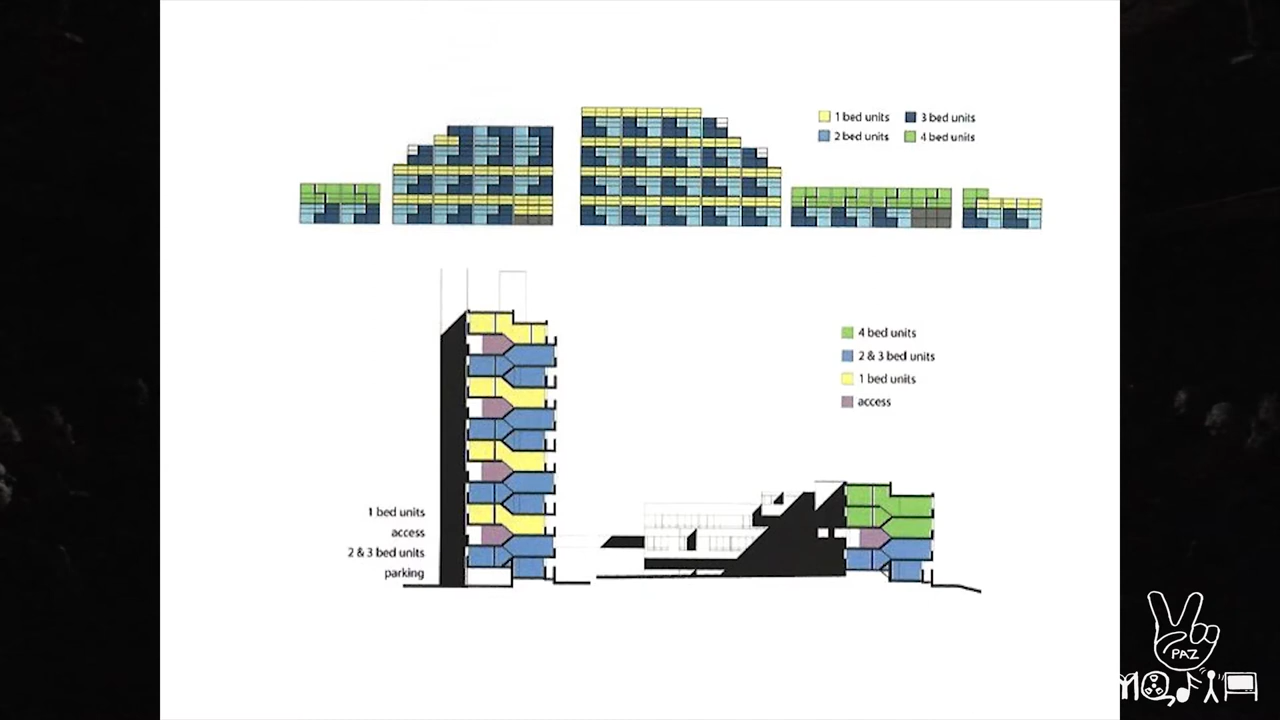 1 bed units
3 bed units
2 bed units
4 bed units
4 bed units
2 & 3 bed units
1 bed units
access
1 bed units
access
2 & 3 bed units
parking
PAZ